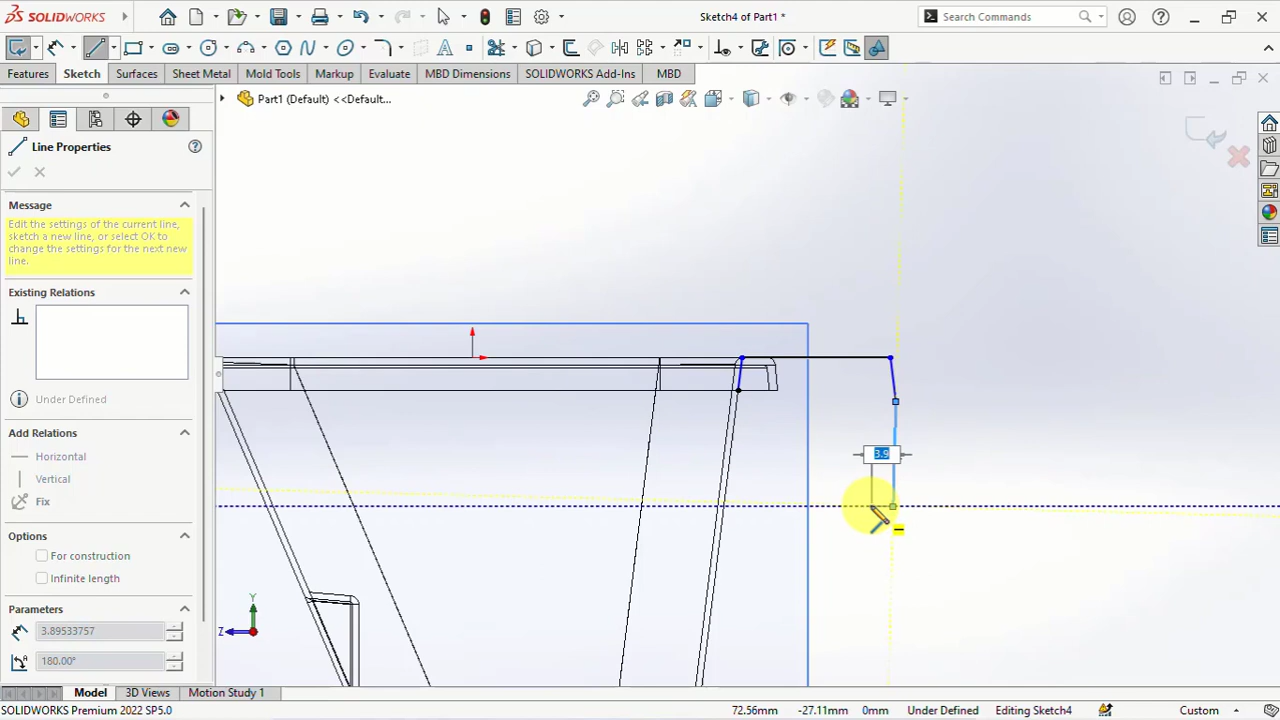 SOLIDWORKS
Sketch4 of Part1 *
Search Commands
Features
Sketch
Surfaces
Sheet Metal
Mold Tools
Markup
Evaluate
MBD Dimensions
SOLIDWORKS Add-Ins
MBD
Part1 (Default) <<Default...
Line Properties
Message
Edit the settings of the current line,
sketch a new line, or select OK to
change the settings for the next new
line.
Existing Relations
Under Defined
Add Relations
Horizontal
Vertical
Fix
Options
For construction
Infinite length
Parameters
3.89533757
180.00°
3.9
Y
Z
Model
3D Views
Motion Study 1
SOLIDWORKS Premium 2022 SP5.0
72.56mm
-27.11mm
0mm
Under Defined
Editing Sketch4
Custom